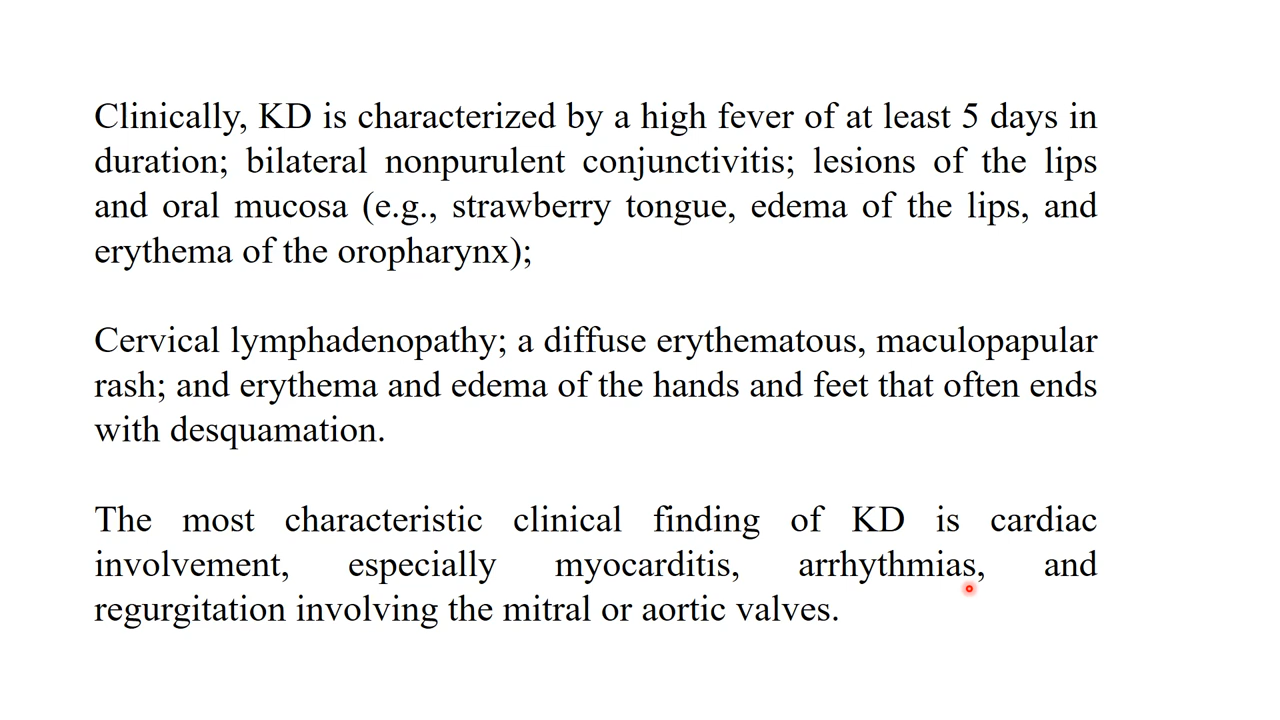 Clinically, KD is characterized by a high fever of at least 5 days in
duration; bilateral nonpurulent conjunctivitis; lesions of the lips
and oral mucosa (e.g., strawberry tongue, edema of the lips, and
erythema of the oropharynx);
Cervical lymphadenopathy; a diffuse erythematous, maculopapular
rash; and erythema and edema of the hands and feet that often ends
with desquamation.
The most characteristic clinical finding of KD is cardiac
involvement, especially myocarditis, arrhythmias, and
regurgitation involving the mitral or aortic valves.